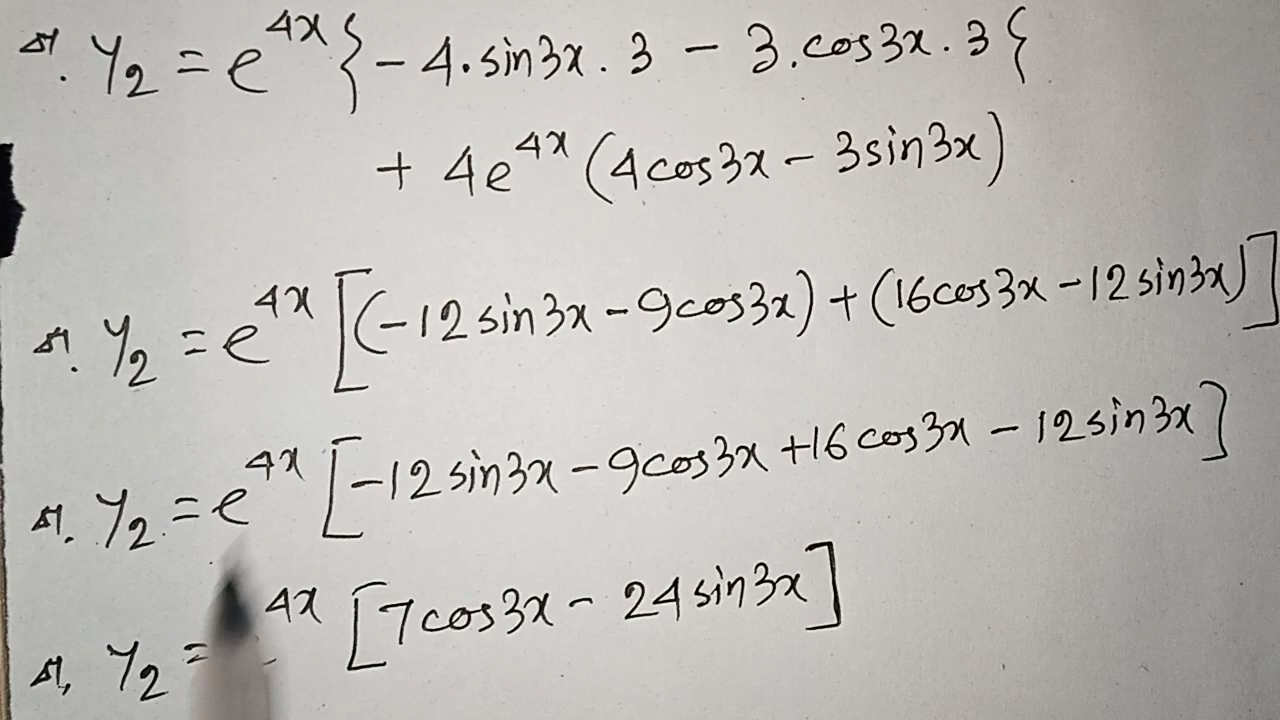 বা. y₂ = e^{4x} { -4.sin3x . 3 - 3.cos3x . 3 {
+ 4e^{4x} (4cos3x - 3sin3x)
বা. y₂ = e^{4x} [(-12sin3x - 9cos3x) + (16cos3x - 12sin3x)]
বা. y₂ = e^{4x} [-12sin3x - 9cos3x + 16cos3x - 12sin3x]
বা, y₂ = 4x [7cos3x - 24sin3x]